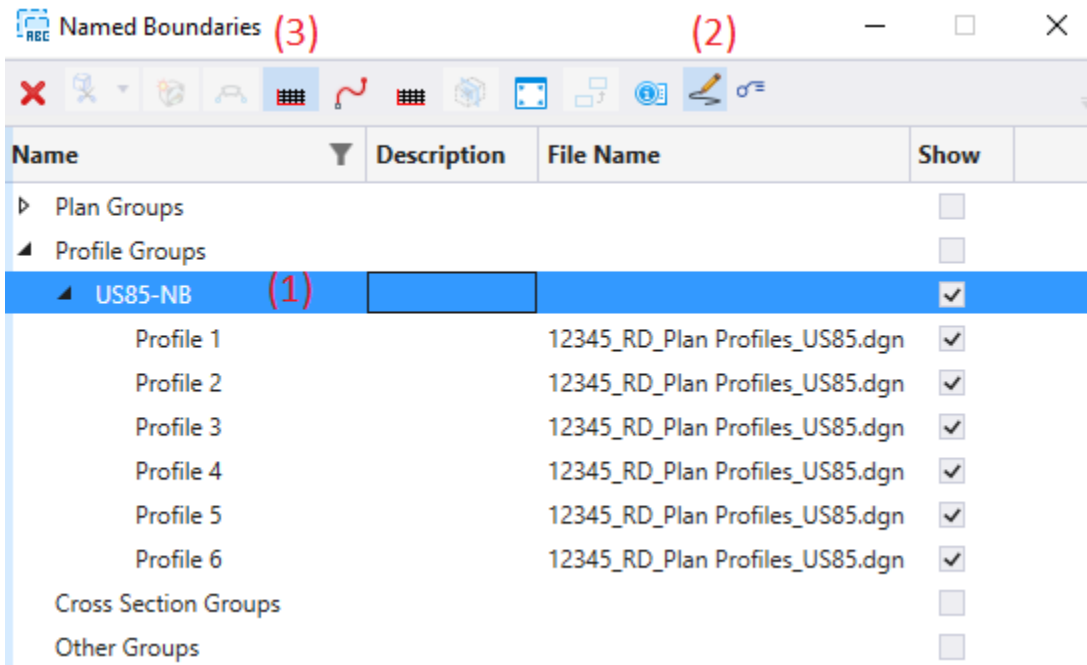 ABC Named Boundaries (3) (2)
Name Description File Name Show
Plan Groups
Profile Groups
US85-NB (1)
Profile 1 12345_RD_Plan Profiles_US85.dgn
Profile 2 12345_RD_Plan Profiles_US85.dgn
Profile 3 12345_RD_Plan Profiles_US85.dgn
Profile 4 12345_RD_Plan Profiles_US85.dgn
Profile 5 12345_RD_Plan Profiles_US85.dgn
Profile 6 12345_RD_Plan Profiles_US85.dgn
Cross Section Groups
Other Groups